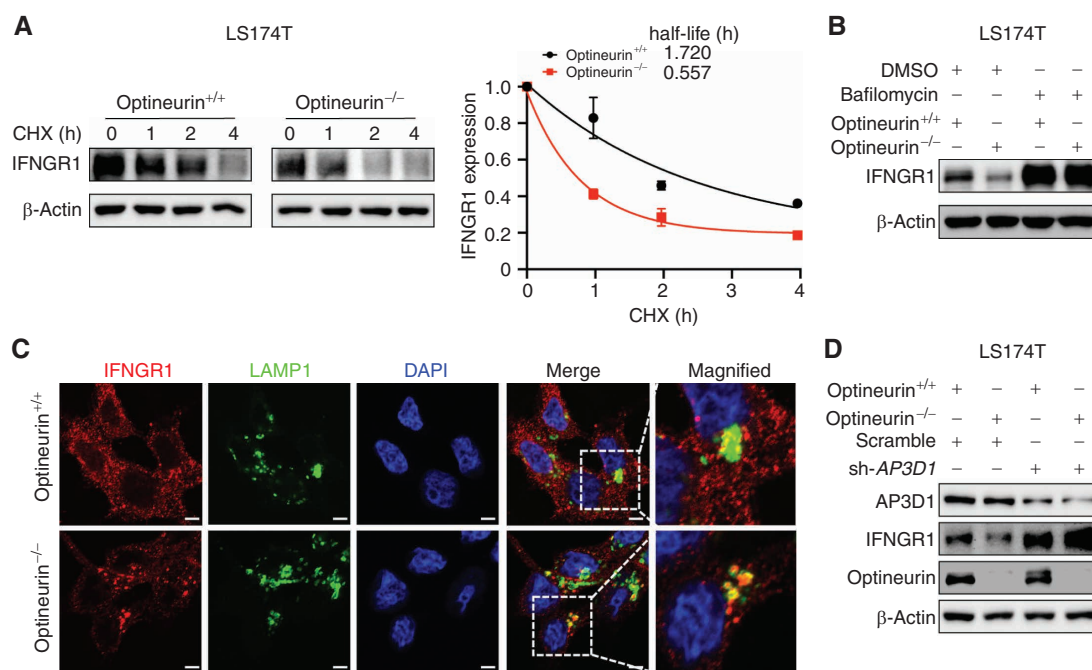 A
LS174T
Optineurin+/+ Optineurin−/−
CHX (h) 0 1 2 4 0 1 2 4
IFNGR1
β-Actin
half-life (h)
Optineurin+/+ 1.720
Optineurin−/− 0.557
IFNGR1 expression
1.0
0.8
0.6
0.4
0.2
0
0 1 2 3 4
CHX (h)
B
LS174T
DMSO + + − −
Bafilomycin − − + +
Optineurin+/+ + − + −
Optineurin−/− − + − +
IFNGR1
β-Actin
C
IFNGR1 LAMP1 DAPI Merge Magnified
Optineurin+/+
Optineurin−/−
D
LS174T
Optineurin+/+ + − + −
Optineurin−/− − + − +
Scramble + + − −
sh-AP3D1 − − + +
AP3D1
IFNGR1
Optineurin
β-Actin